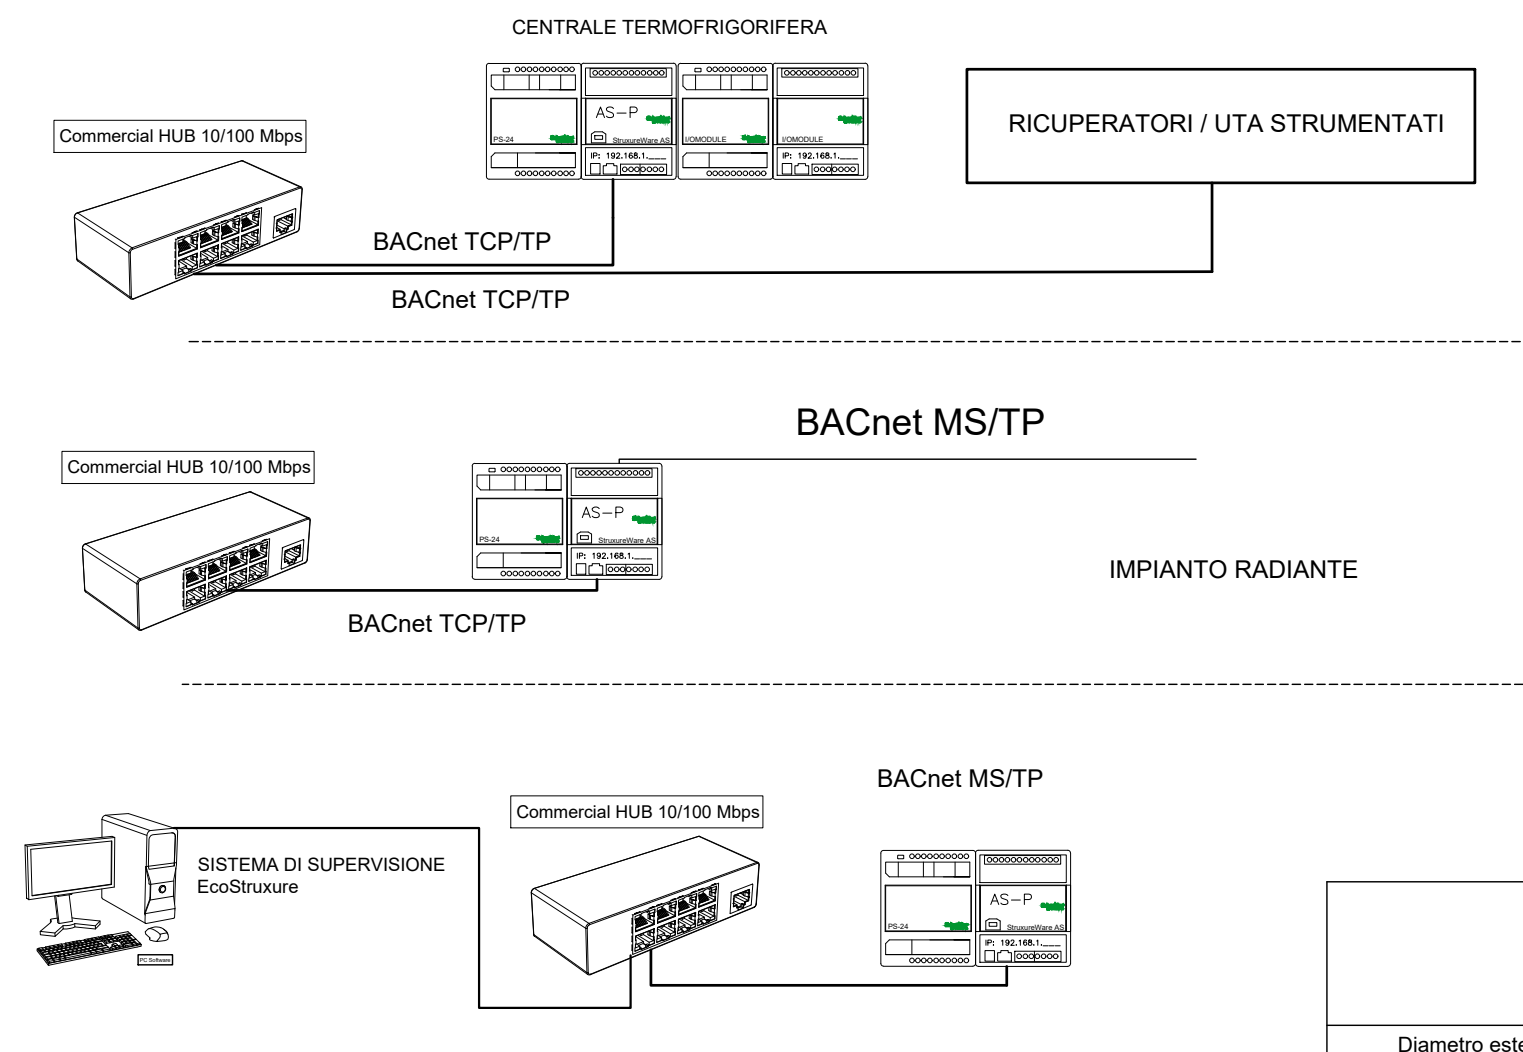 CENTRALE TERMOFRIGORIFERA
Commercial HUB 10/100 Mbps
PS-24
AS-P
StruxureWare AS
IP: 192.168.1.___
I/OMODULE
I/OMODULE
IP: 192.168.1.___
RICUPERATORI / UTA STRUMENTATI
BACnet TCP/TP
BACnet TCP/TP
BACnet MS/TP
Commercial HUB 10/100 Mbps
PS-24
AS-P
StruxureWare AS
IP: 192.168.1.___
IMPIANTO RADIANTE
BACnet TCP/TP
BACnet MS/TP
Commercial HUB 10/100 Mbps
SISTEMA DI SUPERVISIONE
EcoStruxure
PC Software
PS-24
AS-P
StruxureWare AS
IP: 192.168.1.___
Diametro este